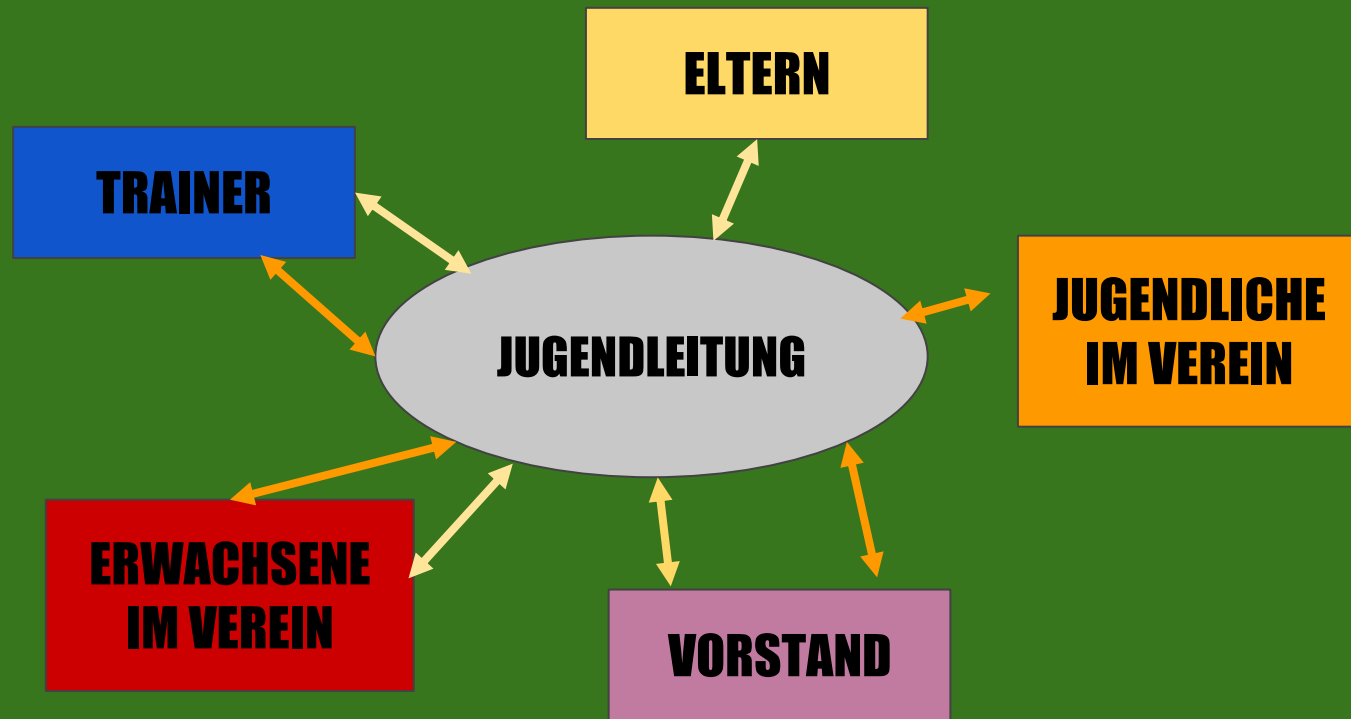 ELTERN
TRAINER
JUGENDLICHE
IM VEREIN
JUGENDLEITUNG
ERWACHSENE
IM VEREIN
VORSTAND